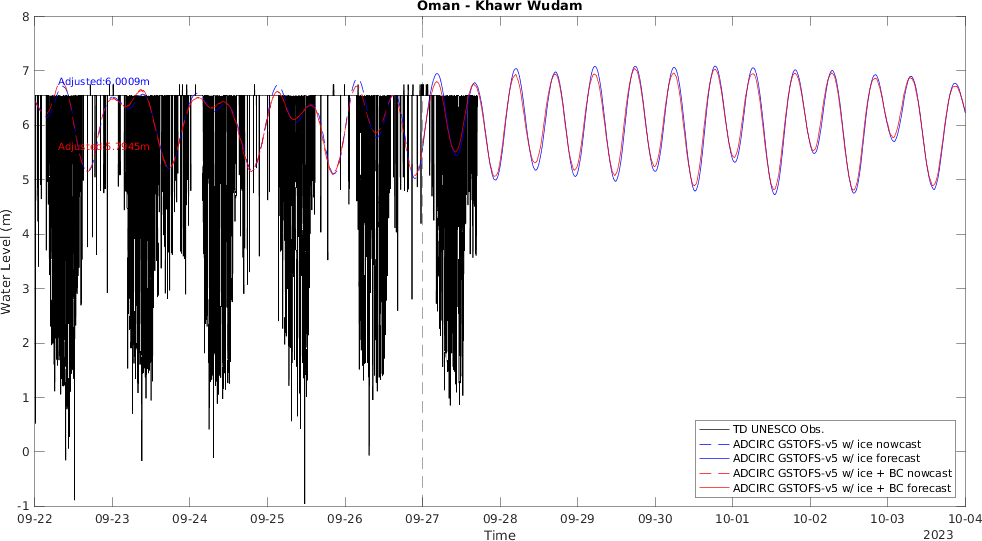 Oman - Khawr Wudam
8
7
6
5
4
3
2
1
0
-1
Water Level (m)
Adjusted:6.0009m
TD UNESCO Obs.
ADCIRC GSTOFS-v5 w/ ice nowcast
ADCIRC GSTOFS-v5 w/ ice forecast
ADCIRC GSTOFS-v5 w/ ice + BC nowcast
ADCIRC GSTOFS-v5 w/ ice + BC forecast
09-22 09-23 09-24 09-25 09-26 09-27 09-28 09-29 09-30 10-01 10-02 10-03 10-04
Time
2023